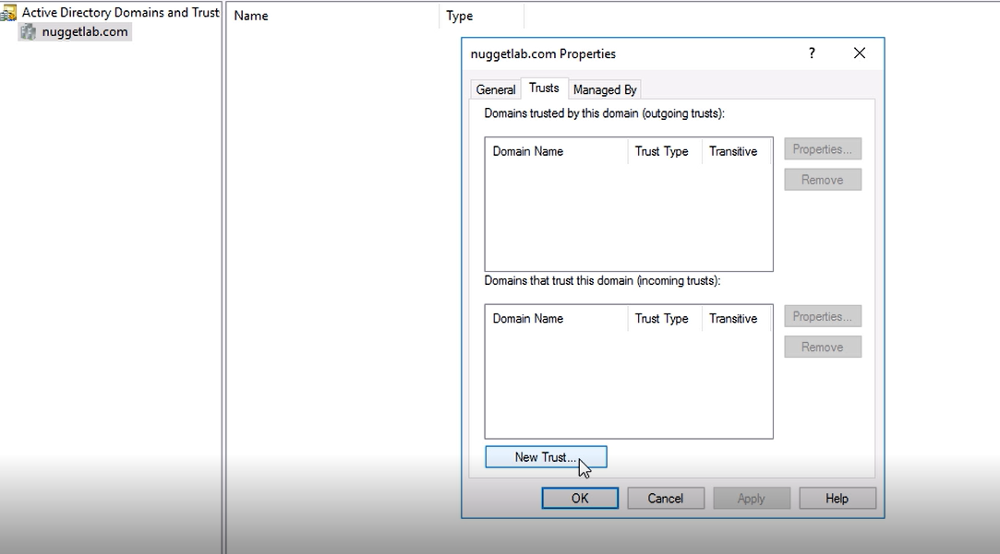 Active Directory Domains and Trust
nuggetlab.com
Name Type
nuggetlab.com Properties ?
General Trusts Managed By
Domains trusted by this domain (outgoing trusts):
Domain Name Trust Type Transitive
Properties...
Remove
Domains that trust this domain (incoming trusts):
Domain Name Trust Type Transitive
Properties...
Remove
New Trust...
OK Cancel Apply Help